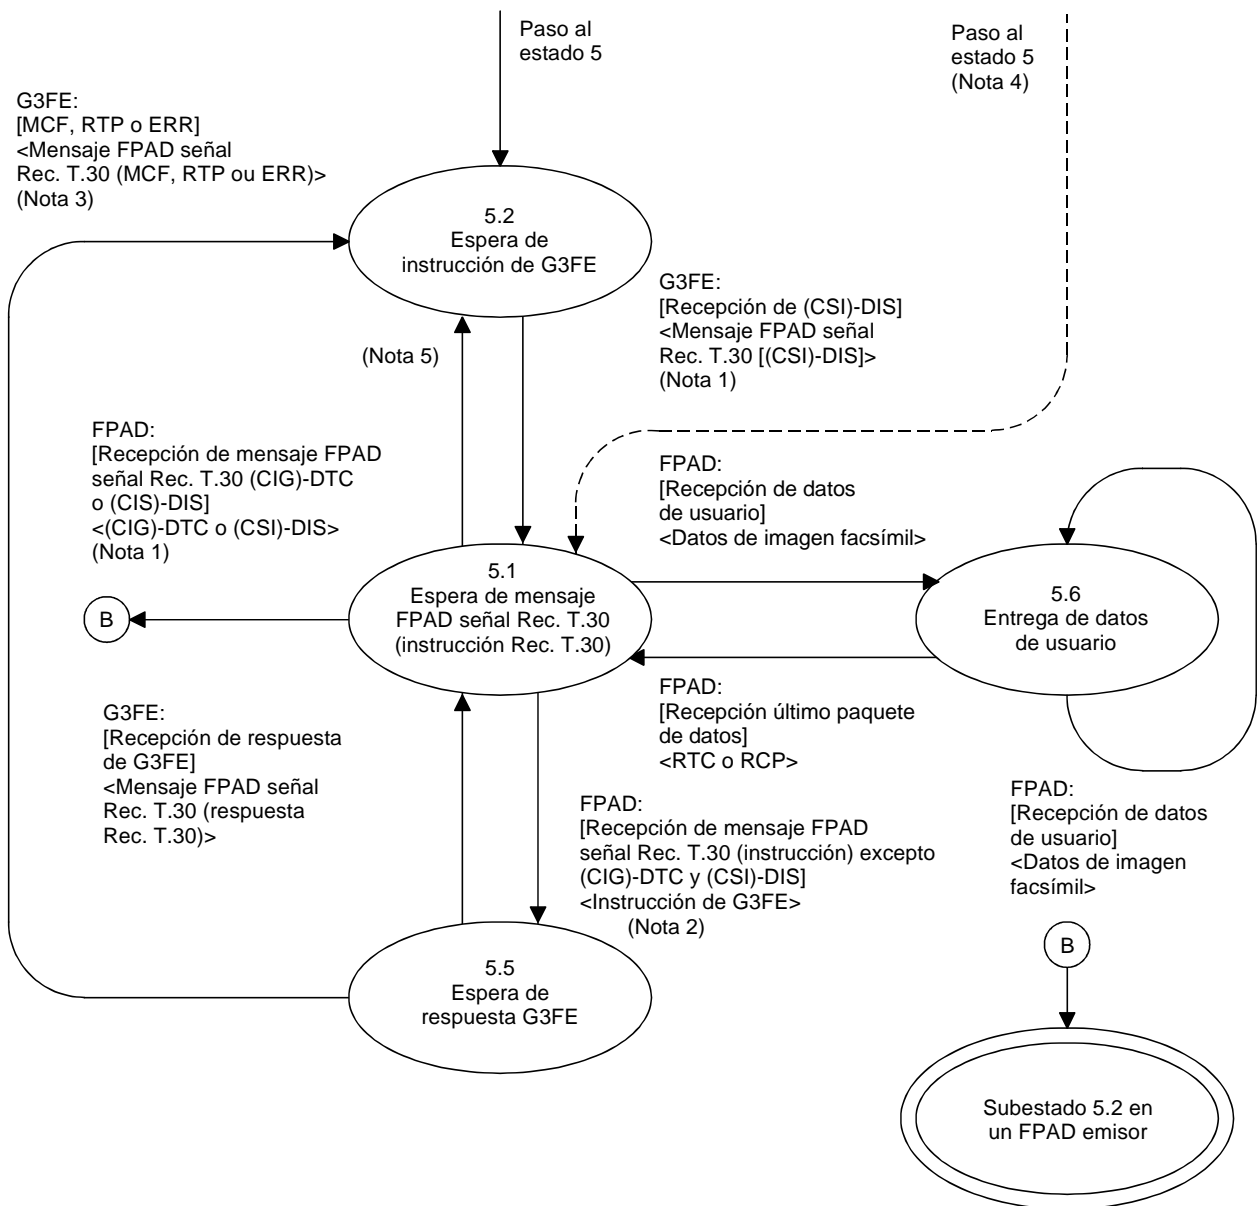 Paso al
estado 5
Paso al
estado 5
(Nota 4)
G3FE:
[MCF, RTP o ERR]
<Mensaje FPAD señal
Rec. T.30 (MCF, RTP ou ERR)>
(Nota 3)
5.2
Espera de
instrucción de G3FE
G3FE:
[Recepción de (CSI)-DIS]
<Mensaje FPAD señal
Rec. T.30 [(CSI)-DIS]>
(Nota 1)
(Nota 5)
FPAD:
[Recepción de mensaje FPAD
señal Rec. T.30 (CIG)-DTC
o (CIS)-DIS]
<(CIG)-DTC o (CSI)-DIS>
(Nota 1)
FPAD:
[Recepción de datos
de usuario]
<Datos de imagen facsímil>
5.1
Espera de mensaje
FPAD señal Rec. T.30
(instrucción Rec. T.30)
5.6
Entrega de datos
de usuario
B
G3FE:
[Recepción de respuesta
de G3FE]
<Mensaje FPAD señal
Rec. T.30 (respuesta
Rec. T.30)>
FPAD:
[Recepción último paquete
de datos]
<RTC o RCP>
FPAD:
[Recepción de mensaje FPAD
señal Rec. T.30 (instrucción) excepto
(CIG)-DTC y (CSI)-DIS]
<Instrucción de G3FE>
(Nota 2)
FPAD:
[Recepción de datos
de usuario]
<Datos de imagen
facsímil>
5.5
Espera de
respuesta G3FE
B
Subestado 5.2 en
un FPAD emisor